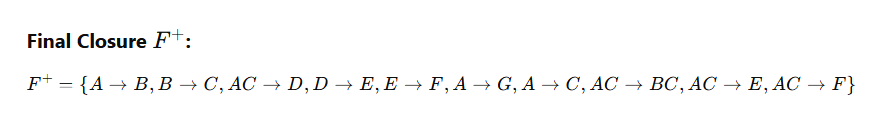 Final Closure F⁺:
F⁺ = {A → B, B → C, AC → D, D → E, E → F, A → G, A → C, AC → BC, AC → E, AC → F}